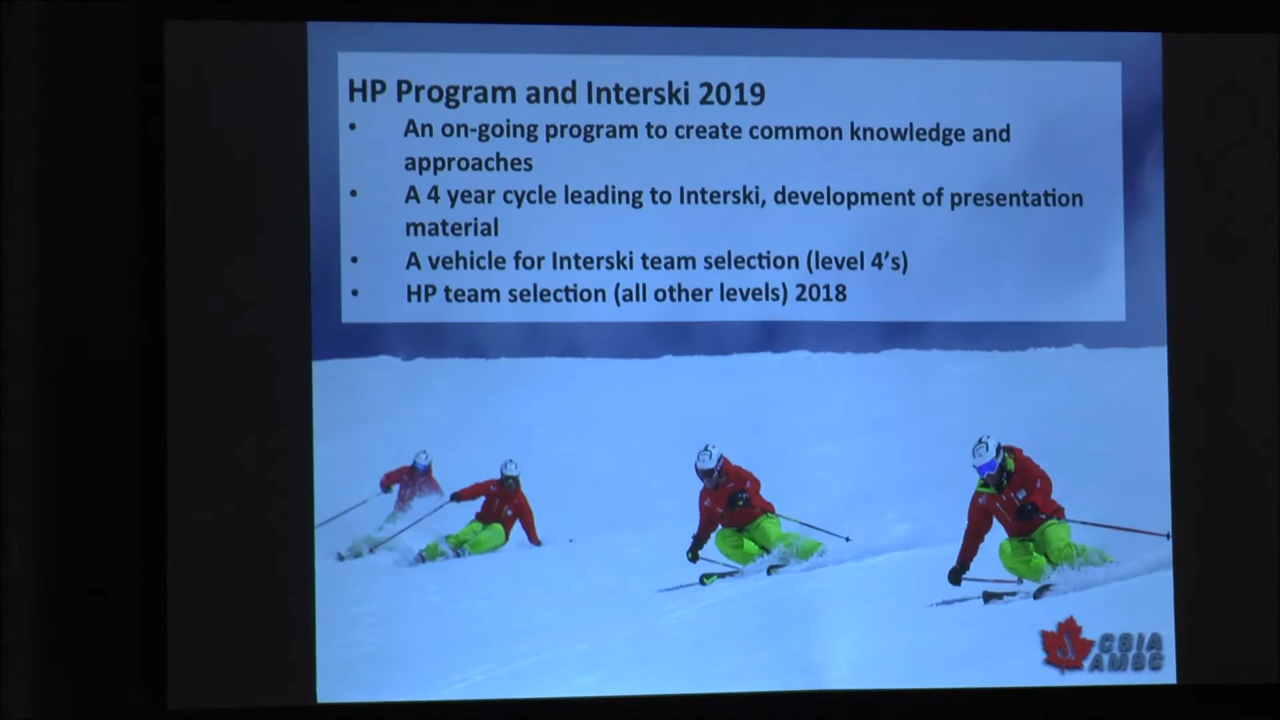 HP Program and Interski 2019
• An on-going program to create common knowledge and
approaches
• A 4 year cycle leading to Interski, development of presentation
material
• A vehicle for Interski team selection (level 4's)
• HP team selection (all other levels) 2018
CSIA
AMSC